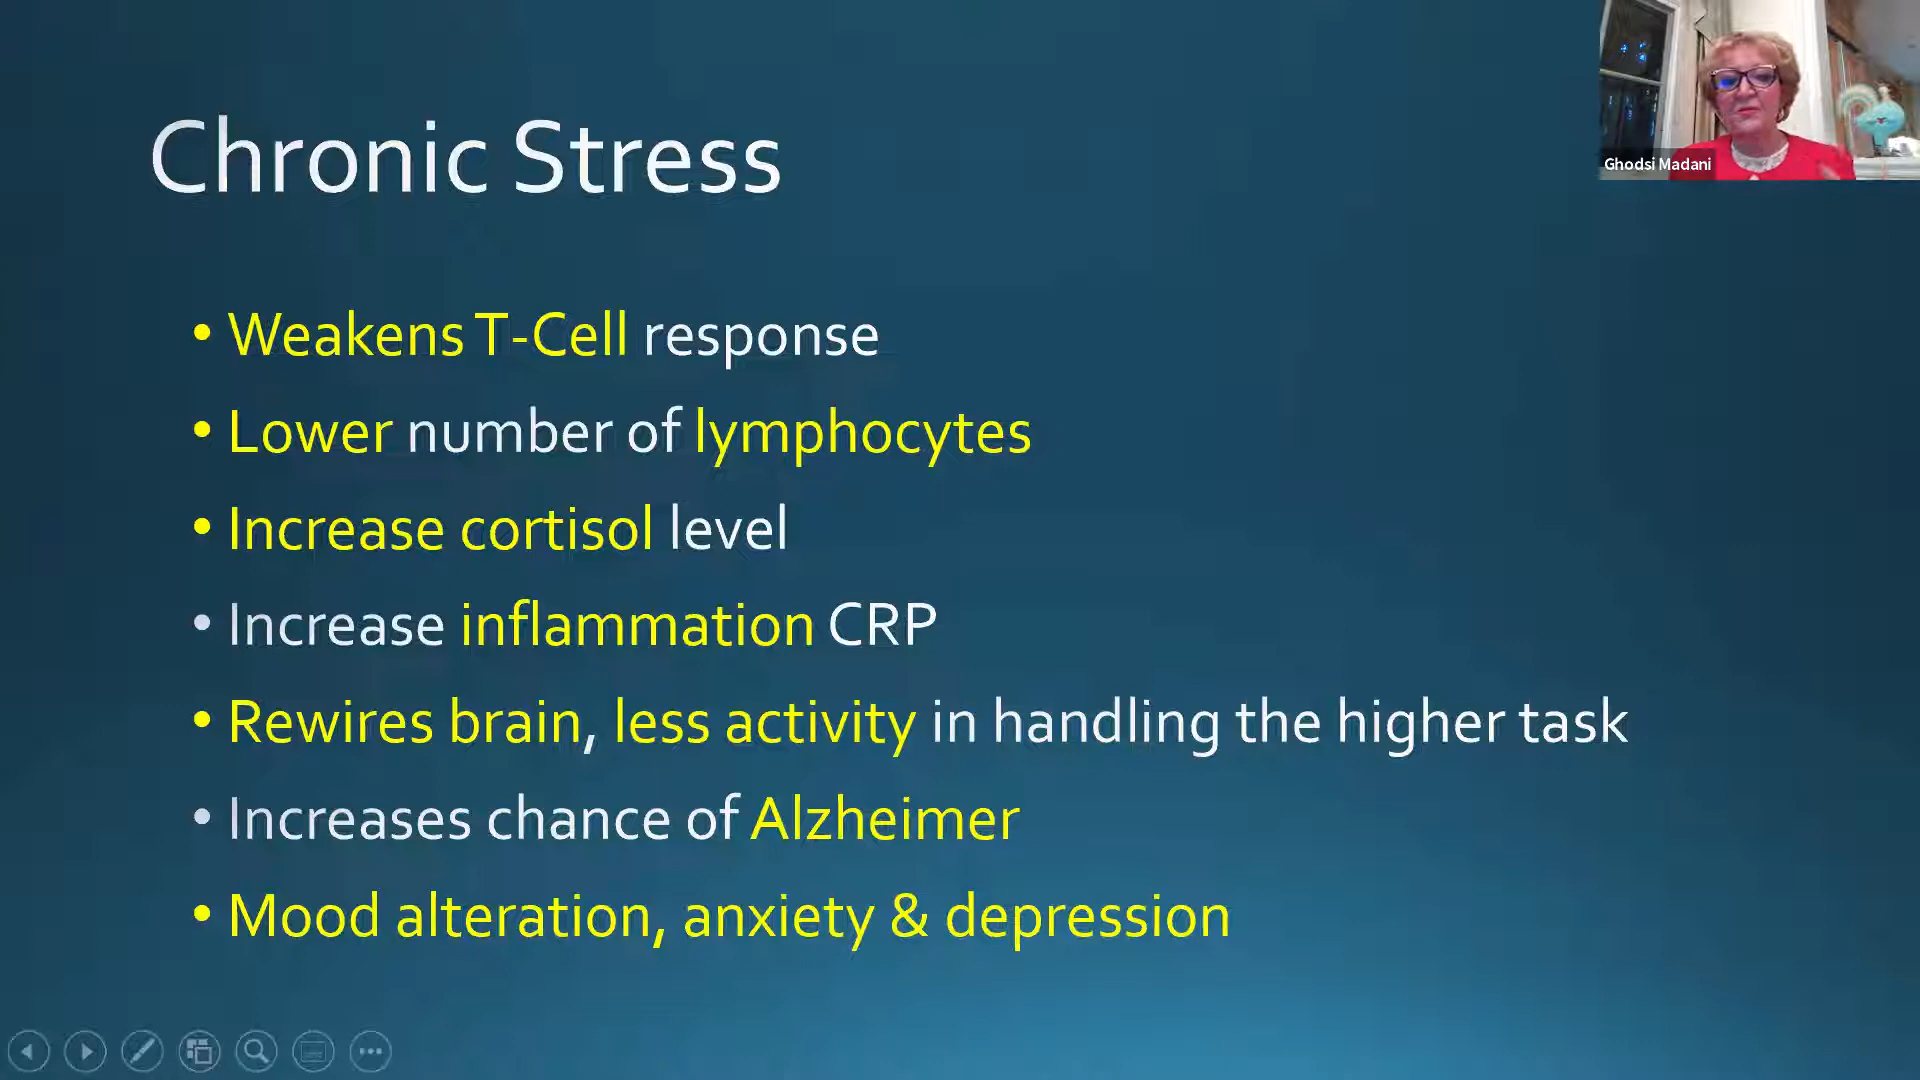 Chronic Stress
Ghodsi Madani
• Weakens T-Cell response
• Lower number of lymphocytes
• Increase cortisol level
• Increase inflammation CRP
• Rewires brain, less activity in handling the higher task
• Increases chance of Alzheimer
• Mood alteration, anxiety & depression